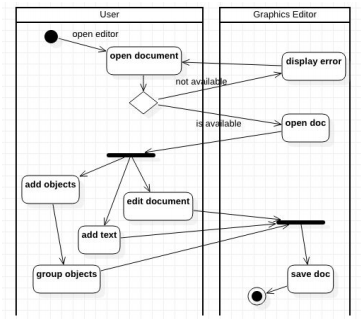 User
Graphics Editor
open editor
open document
display error
not available
is available
open doc
add objects
edit document
add text
group objects
save doc